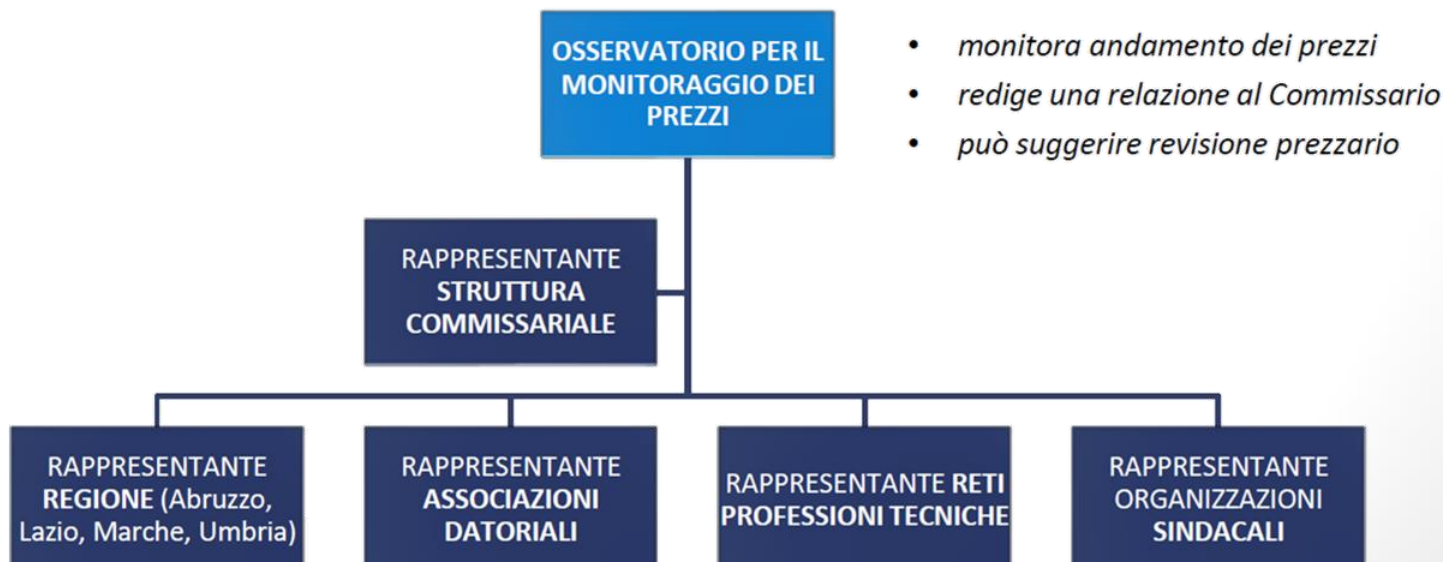 OSSERVATORIO PER IL
MONITORAGGIO DEI
PREZZI
• monitora andamento dei prezzi
• redige una relazione al Commissario
• può suggerire revisione prezzario
RAPPRESENTANTE
STRUTTURA
COMMISSARIALE
RAPPRESENTANTE
REGIONE (Abruzzo,
Lazio, Marche, Umbria)
RAPPRESENTANTE
ASSOCIAZIONI
DATORIALI
RAPPRESENTANTE RETI
PROFESSIONI TECNICHE
RAPPRESENTANTE
ORGANIZZAZIONI
SINDACALI